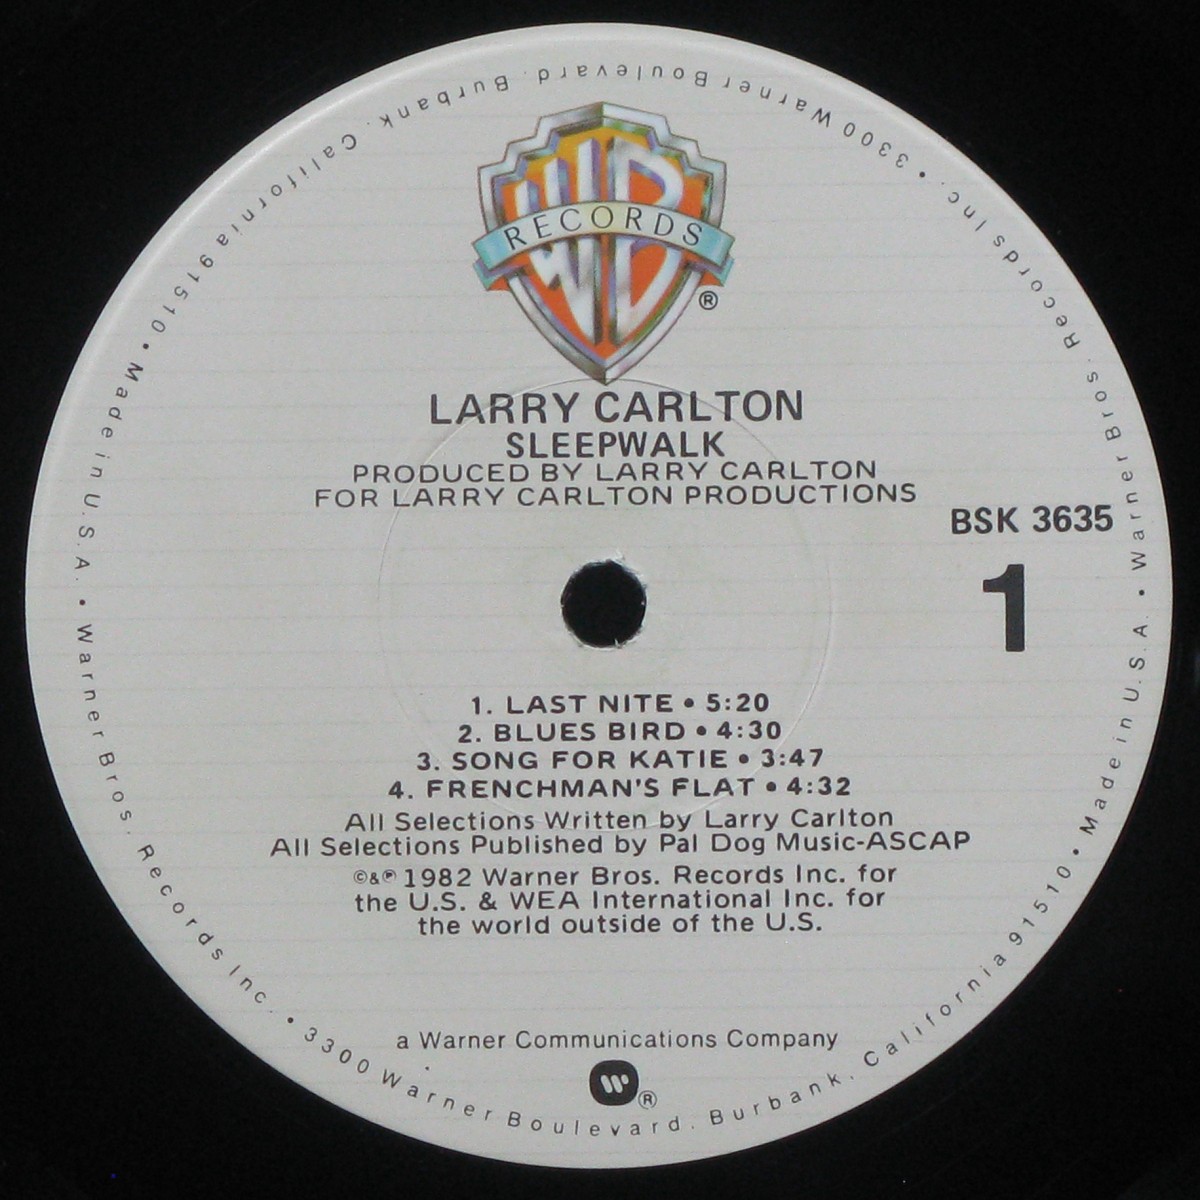 WB
RECORDS
®
LARRY CARLTON
SLEEPWALK
PRODUCED BY LARRY CARLTON
FOR LARRY CARLTON PRODUCTIONS
BSK 3635
1
1. LAST NITE • 5:20
2. BLUES BIRD • 4:30
3. SONG FOR KATIE • 3:47
4. FRENCHMAN'S FLAT • 4:32
All Selections Written by Larry Carlton
All Selections Published by Pal Dog Music-ASCAP
©&℗ 1982 Warner Bros. Records Inc. for
the U.S. & WEA International Inc. for
the world outside of the U.S.
a Warner Communications Company
W ®
Warner Bros. Records Inc. • 3300 Warner Boulevard. Burbank. California 91510 • Made in U.S.A. • Warner Bros. Records Inc. • 3300 Warner Boulevard. Burbank. California 91510 • Made in U.S.A. •